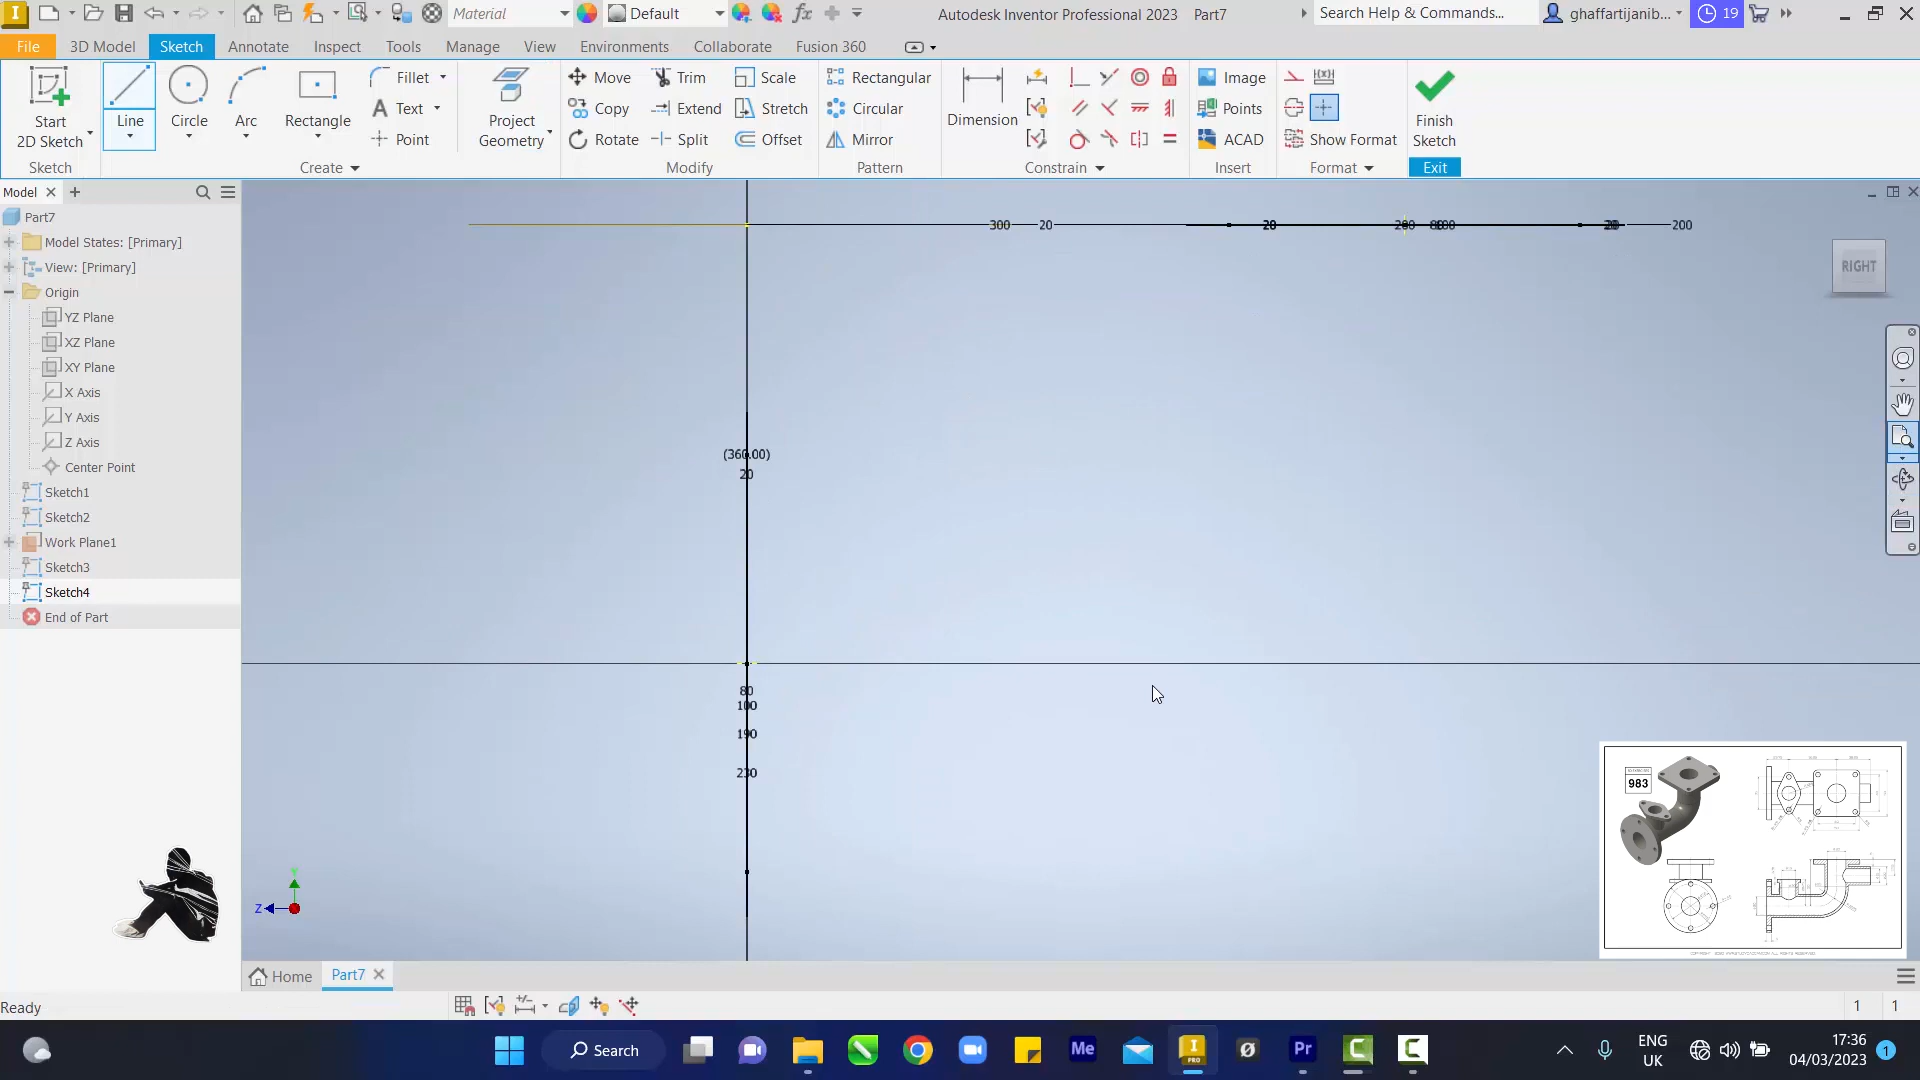 Material
Default
Autodesk Inventor Professional 2023 Part7
Search Help & Commands...
ghaffartijanib...
19
File
3D Model
Sketch
Annotate
Inspect
Tools
Manage
View
Environments
Collaborate
Fusion 360
Start
2D Sketch
Line
Circle
Arc
Rectangle
Fillet
Text
Point
Project
Geometry
Move
Copy
Rotate
Trim
Extend
Split
Scale
Stretch
Offset
Rectangular
Circular
Mirror
Dimension
Image
Points
ACAD
Show Format
Finish
Sketch
Sketch
Create
Modify
Pattern
Constrain
Insert
Format
Exit
Model
Part7
Model States: [Primary]
View: [Primary]
Origin
YZ Plane
XZ Plane
XY Plane
X Axis
Y Axis
Z Axis
Center Point
Sketch1
Sketch2
Work Plane1
Sketch3
Sketch4
End of Part
300
20
20
200
(360.00)
20
80
100
190
230
RIGHT
Z
983
Home
Part7
Ready
1
1
Search
Me
PRO
Pr
ENG
UK
17:36
04/03/2023
1